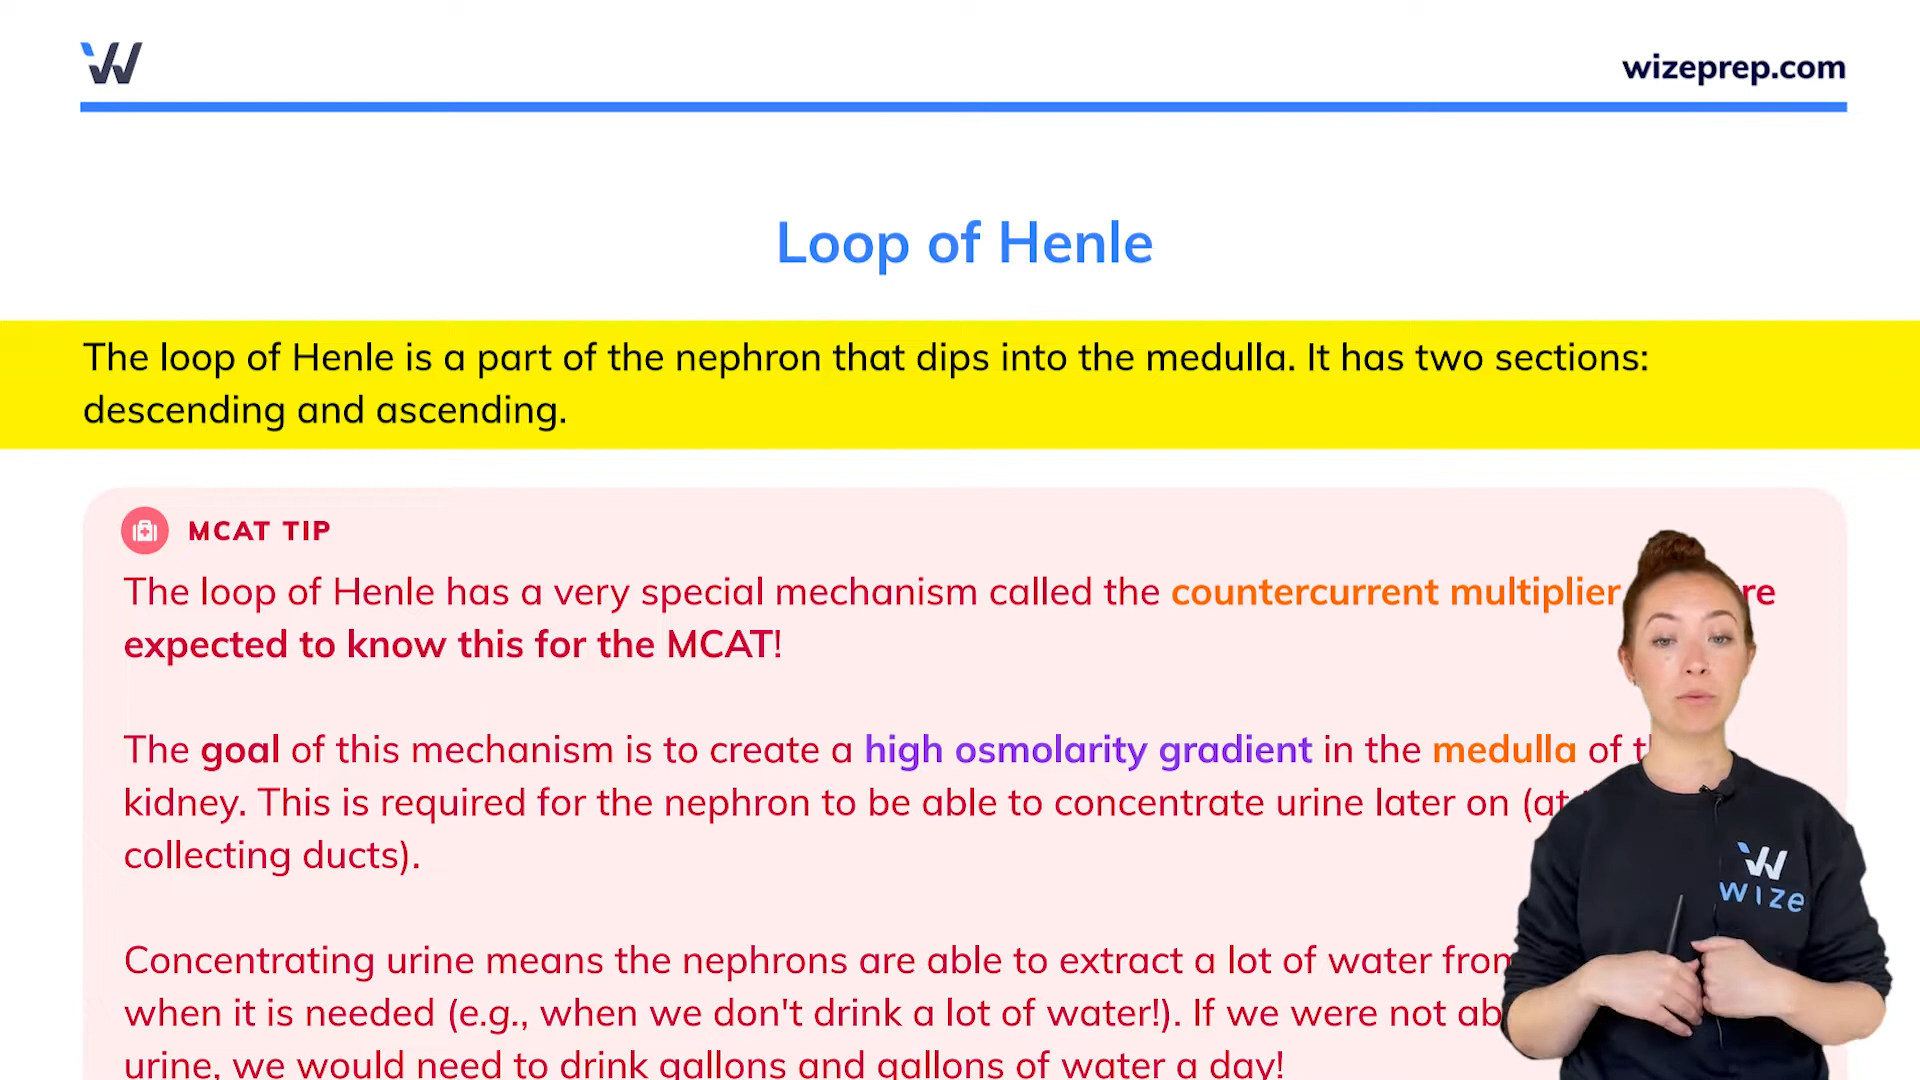 W
wizeprep.com
Loop of Henle
The loop of Henle is a part of the nephron that dips into the medulla. It has two sections:
descending and ascending.
MCAT TIP
The loop of Henle has a very special mechanism called the countercurrent multiplier re
expected to know this for the MCAT!
The goal of this mechanism is to create a high osmolarity gradient in the medulla of
kidney. This is required for the nephron to be able to concentrate urine later on (at
collecting ducts).
Concentrating urine means the nephrons are able to extract a lot of water from
when it is needed (e.g., when we don't drink a lot of water!). If we were not
urine, we would need to drink gallons and gallons of water a day!
W
wize